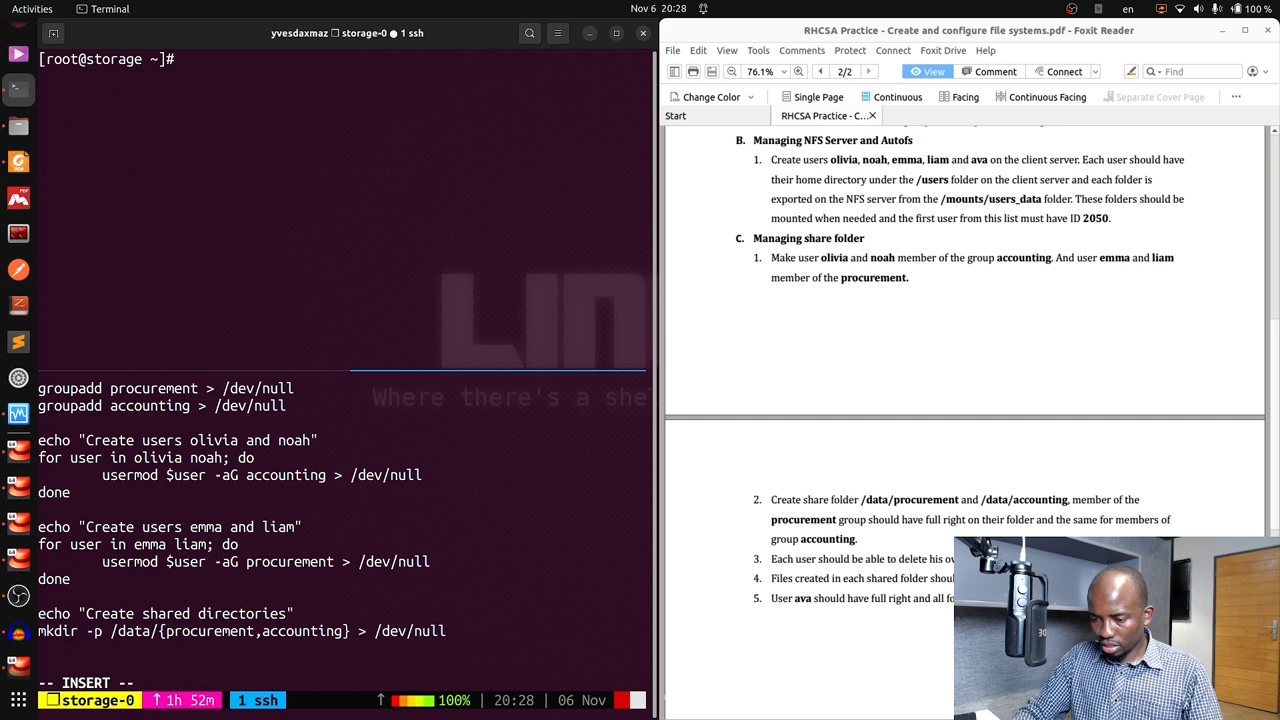 Activities
Terminal
Nov 6 20:28
100 %
yvesdaxmaz ❐ storage-0 ● 1 ssh
[root@storage ~]#
LIN
Where there's a she
groupadd procurement > /dev/null
groupadd accounting > /dev/null
echo "Create users olivia and noah"
for user in olivia noah; do
usermod $user -aG accounting > /dev/null
done
echo "Create users emma and liam"
for user in emma liam; do
usermod $user -aG procurement > /dev/null
done
echo "Create shared directories"
mkdir -p /data/{procurement,accounting} > /dev/null
-- INSERT --
❐ storage-0 ↑ 1h 52m 1 ssh ↑ 100% | 20:28 | 06 Nov
RHCSA Practice - Create and configure file systems.pdf - Foxit Reader
File Edit View Tools Comments Protect Connect Foxit Drive Help
76.1% 2/2 View Comment Connect Find
Change Color Single Page Continuous Facing Continuous Facing Separate Cover Page
Start RHCSA Practice - C...
B. Managing NFS Server and Autofs
1. Create users olivia, noah, emma, liam and ava on the client server. Each user should have
their home directory under the /users folder on the client server and each folder is
exported on the NFS server from the /mounts/users_data folder. These folders should be
mounted when needed and the first user from this list must have ID 2050.
C. Managing share folder
1. Make user olivia and noah member of the group accounting. And user emma and liam
member of the procurement.
2. Create share folder /data/procurement and /data/accounting, member of the
procurement group should have full right on their folder and the same for members of
group accounting.
3. Each user should be able to delete his ow
4. Files created in each shared folder shoul
5. User ava should have full right and all fo